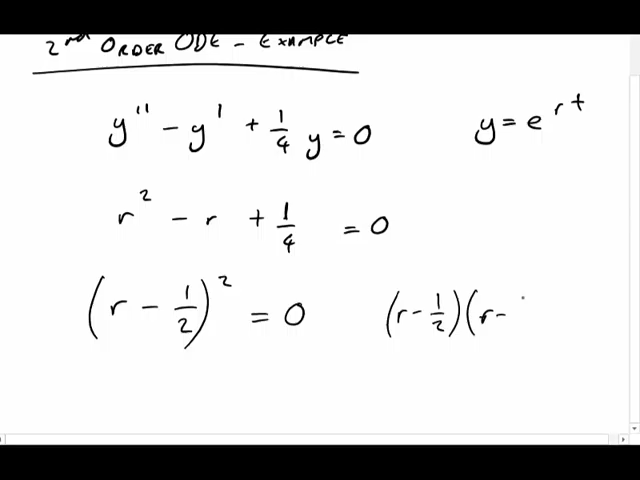 2nd ORDER ODE - EXAMPLE
y'' - y' + 1/4 y = 0 y = e^{rt}
r^2 - r + 1/4 = 0
(r - 1/2)^2 = 0 (r - 1/2)(r -